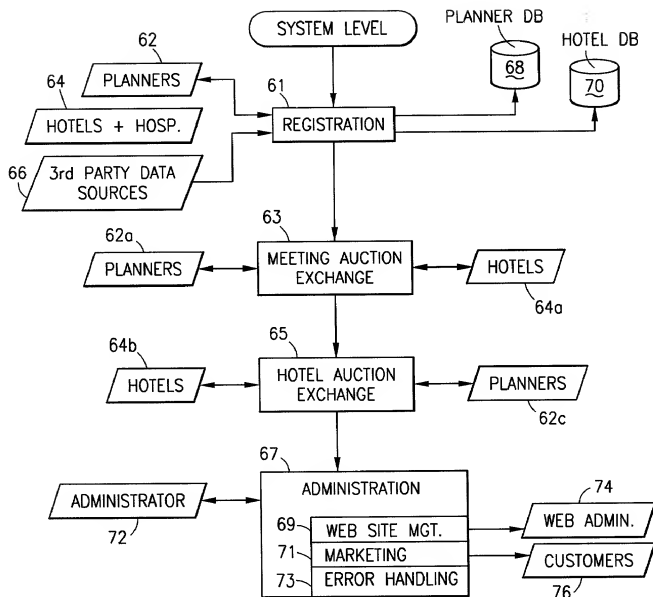 SYSTEM LEVEL
PLANNER DB
68
HOTEL DB
70
62
PLANNERS
64
HOTELS + HOSP.
66
3rd PARTY DATA
SOURCES
61
REGISTRATION
62a
PLANNERS
63
MEETING AUCTION
EXCHANGE
HOTELS
64a
64b
HOTELS
65
HOTEL AUCTION
EXCHANGE
PLANNERS
62c
67
ADMINISTRATION
ADMINISTRATOR
72
69
WEB SITE MGT.
71
MARKETING
73
ERROR HANDLING
74
WEB ADMIN.
CUSTOMERS
76